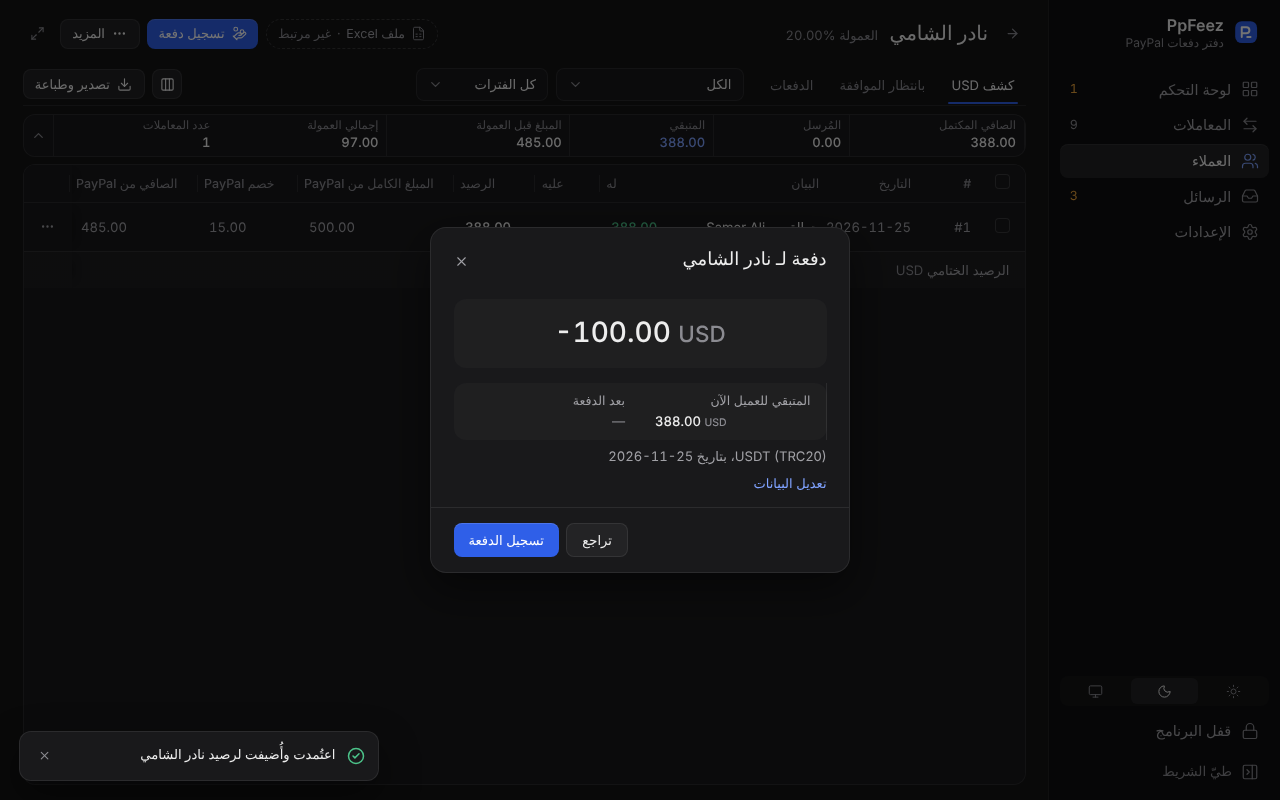 PpFeez
دفتر دفعات PayPal
لوحة التحكم 1
المعاملات 9
العملاء
الرسائل 3
الإعدادات
قفل البرنامج
طيّ الشريط
نادر الشامي العمولة 20.00%
ملف Excel · غير مرتبط
تسجيل دفعة
المزيد
كشف USD
بانتظار الموافقة
الدفعات
الكل
كل الفترات
تصدير وطباعة
الصافي المكتمل المُرسل المتبقي المبلغ قبل العمولة إجمالي العمولة عدد المعاملات
388.00 0.00 388.00 485.00 97.00 1
# التاريخ البيان له عليه الرصيد المبلغ الكامل من PayPal خصم PayPal الصافي من PayPal
#1 2026-11-25 Samer Ali 388.00 388.00 500.00 15.00 485.00
الرصيد الختامي USD
دفعة لـ نادر الشامي
-100.00 USD
المتبقي للعميل الآن بعد الدفعة
388.00 USD —
USDT (TRC20)، بتاريخ 2026-11-25
تعديل البيانات
تراجع
تسجيل الدفعة
اعتُمدت وأُضيفت لرصيد نادر الشامي